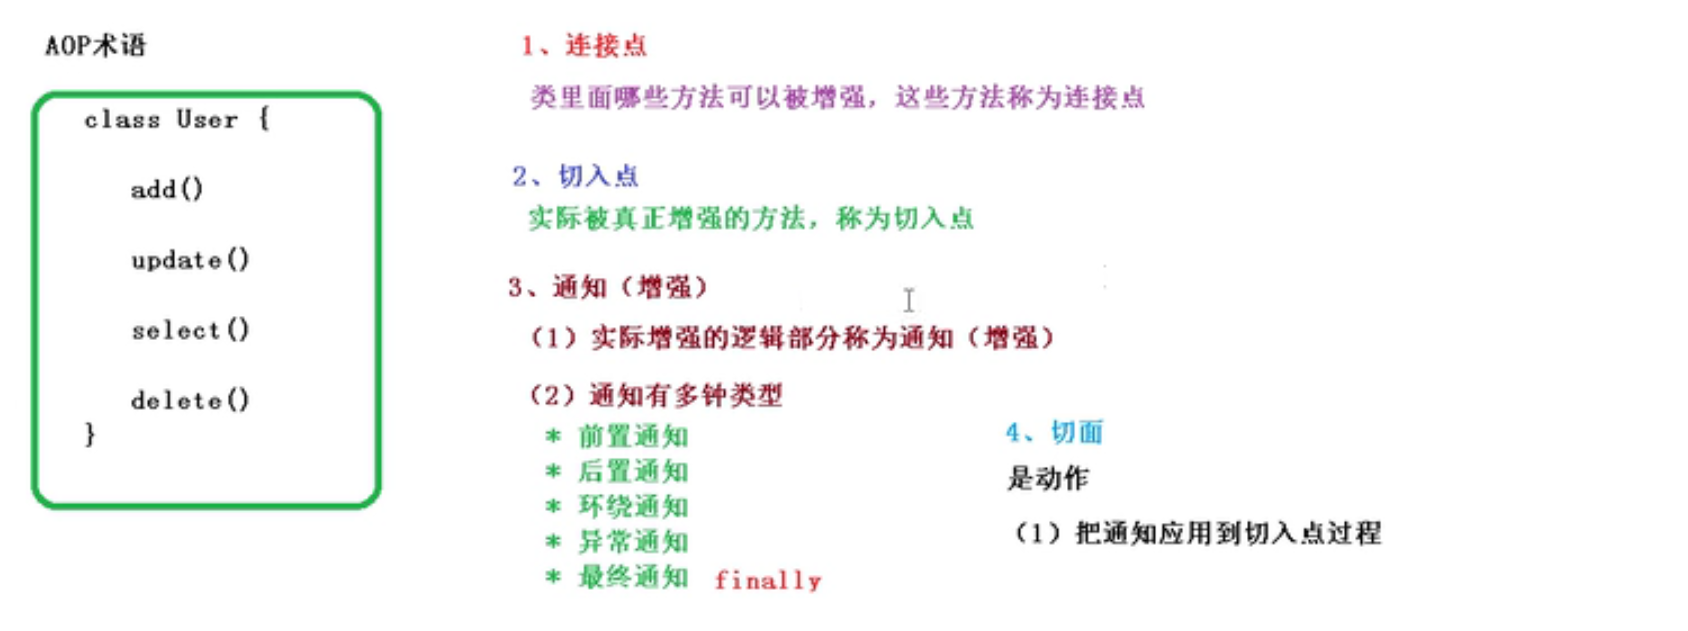 AOP术语
class User {
add()
update()
select()
delete()
}
1、连接点
类里面哪些方法可以被增强，这些方法称为连接点
2、切入点
实际被真正增强的方法，称为切入点
3、通知（增强）
（1）实际增强的逻辑部分称为通知（增强）
（2）通知有多钟类型
* 前置通知
* 后置通知
* 环绕通知
* 异常通知
* 最终通知 finally
4、切面
是动作
（1）把通知应用到切入点过程